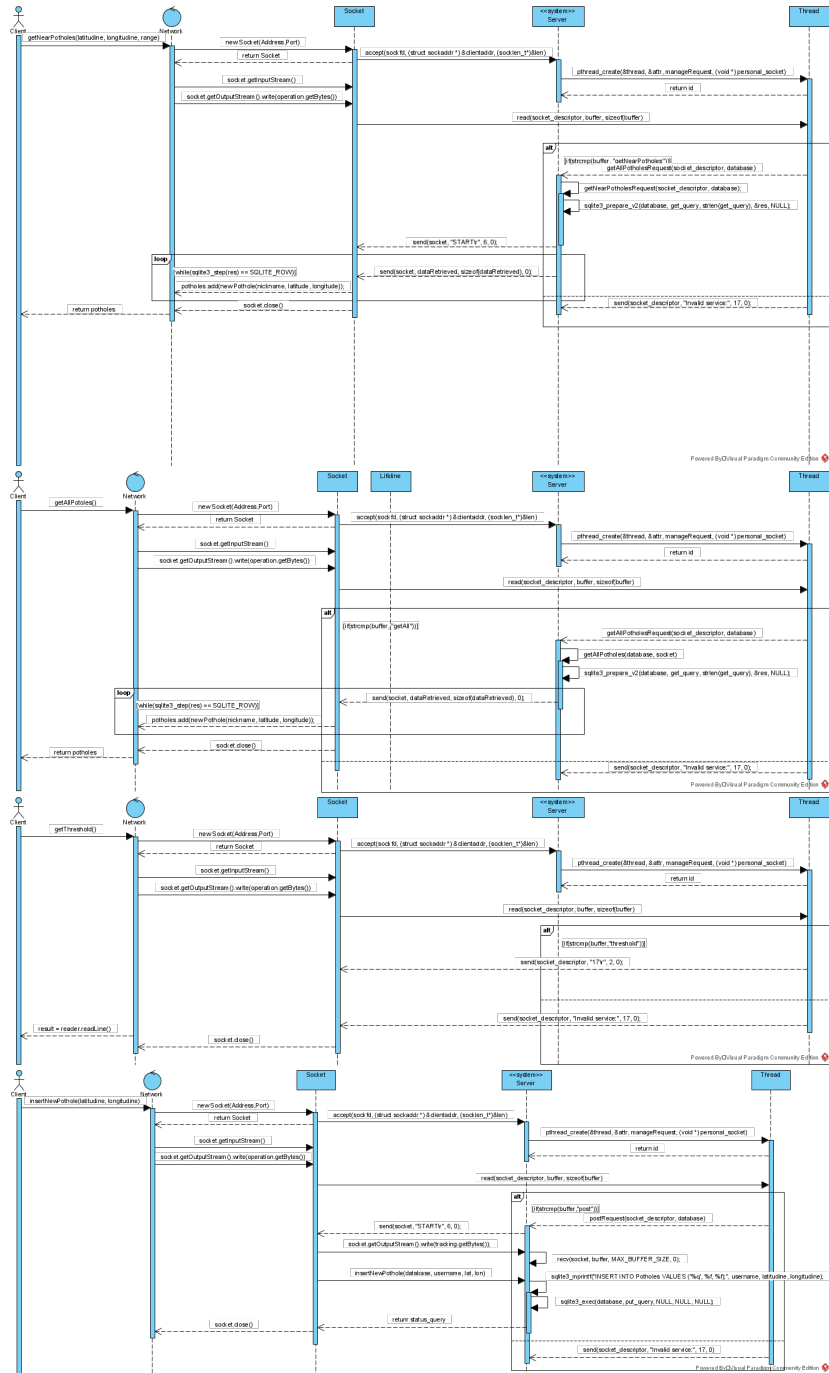 Socket
<<system>>
Server
Thread
Client
Network
getNearPotholes(latitudine, longitudine, range)
new Socket(Address,Port)
return Socket
accept(sockfd, (struct sockaddr *) &clientaddr, (socklen_t*)&len)
socket.getInputStream()
pthread_create(&thread, &attr, manageRequest, (void *) personal_socket)
return id
socket.getOutputStream().write(operation.getBytes())
read(socket_descriptor, buffer, sizeof(buffer)
alt
[if(strcmp(buffer, "getNearPotholes"))]
getAllPotholesRequest(socket_descriptor, database)
getNearPotholesRequest(socket_descriptor, database);
sqlite3_prepare_v2(database, get_query, strlen(get_query), &res, NULL);
send(socket, "START\r", 6, 0);
loop
[while(sqlite3_step(res) == SQLITE_ROW)]
send(socket, dataRetrieved, sizeof(dataRetrieved), 0);
potholes.add(new Pothole(nickname, latitude, longitude));
socket.close()
send(socket_descriptor, "Invalid service:", 17, 0);
return potholes
Powered By Visual Paradigm Community Edition
Socket
Lifeline
<<system>>
Server
Thread
Client
Network
getAllPotoles()
new Socket(Address,Port)
return Socket
accept(sockfd, (struct sockaddr *) &clientaddr, (socklen_t*)&len)
pthread_create(&thread, &attr, manageRequest, (void *) personal_socket)
socket.getInputStream()
return id
socket.getOutputStream().write(operation.getBytes())
read(socket_descriptor, buffer, sizeof(buffer)
alt
[if(strcmp(buffer,"getAll"))]
getAllPotholesRequest(socket_descriptor, database)
getAllPotholes(database, socket)
sqlite3_prepare_v2(database, get_query, strlen(get_query), &res, NULL);
loop
send(socket, dataRetrieved, sizeof(dataRetrieved), 0);
[while(sqlite3_step(res) == SQLITE_ROW)]
potholes.add(new Pothole(nickname, latitude, longitude));
socket.close()
return potholes
send(socket_descriptor, "Invalid service:", 17, 0);
Powered By Visual Paradigm Community Edition
Socket
<<system>>
Server
Thread
Client
Network
getThreshold()
new Socket(Address,Port)
return Socket
accept(sockfd, (struct sockaddr *) &clientaddr, (socklen_t*)&len)
pthread_create(&thread, &attr, manageRequest, (void *) personal_socket)
socket.getInputStream()
return id
socket.getOutputStream().write(operation.getBytes())
read(socket_descriptor, buffer, sizeof(buffer)
alt
[if(strcmp(buffer,"threshold"))]
send(socket_descriptor, "17\r", 2, 0);
send(socket_descriptor, "Invalid service:", 17, 0);
result = reader.readLine()
socket.close()
Powered By Visual Paradigm Community Edition
Socket
<<system>>
Server
Thread
Client
Network
insertNewPothole(latitudine, longitudine)
new Socket(Address,Port)
return Socket
accept(sockfd, (struct sockaddr *) &clientaddr, (socklen_t*)&len)
pthread_create(&thread, &attr, manageRequest, (void *) personal_socket)
socket.getInputStream()
return id
socket.getOutputStream().write(operation.getBytes())
read(socket_descriptor, buffer, sizeof(buffer)
alt
[if(strcmp(buffer,"post"))]
postRequest(socket_descriptor, database)
send(socket, "START\r", 6, 0);
socket.getOutputStream().write(tracking.getBytes());
recv(socket, buffer, MAX_BUFFER_SIZE, 0);
insertNewPothole(database, username, lat, lon)
sqlite3_mprintf("INSERT INTO Potholes VALUES ('%q', %f, %f);", username, latitudine, longitudine);
sqlite3_exec(database, put_query, NULL, NULL, NULL);
return status_query
socket.close()
send(socket_descriptor, "Invalid service:", 17, 0)
Powered By Visual Paradigm Community Edition